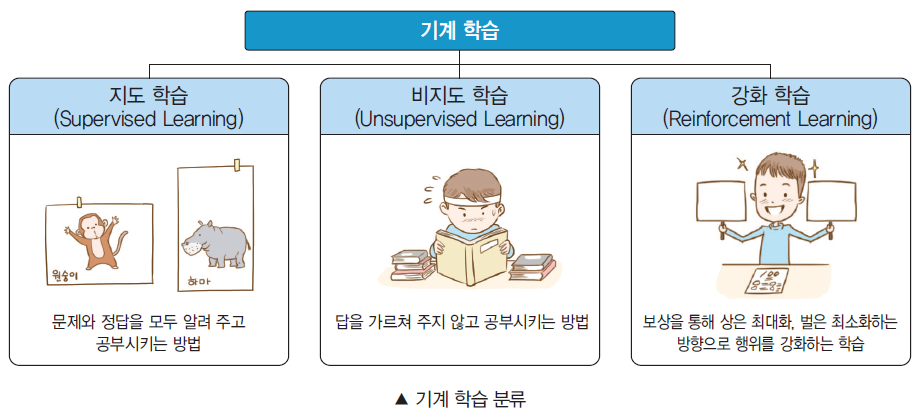 기계 학습
지도 학습
(Supervised Learning)
비지도 학습
(Unsupervised Learning)
강화 학습
(Reinforcement Learning)
원숭이
하마
100
문제와 정답을 모두 알려 주고
공부시키는 방법
답을 가르쳐 주지 않고 공부시키는 방법
보상을 통해 상은 최대화, 벌은 최소화하는
방향으로 행위를 강화하는 학습
▲ 기계 학습 분류